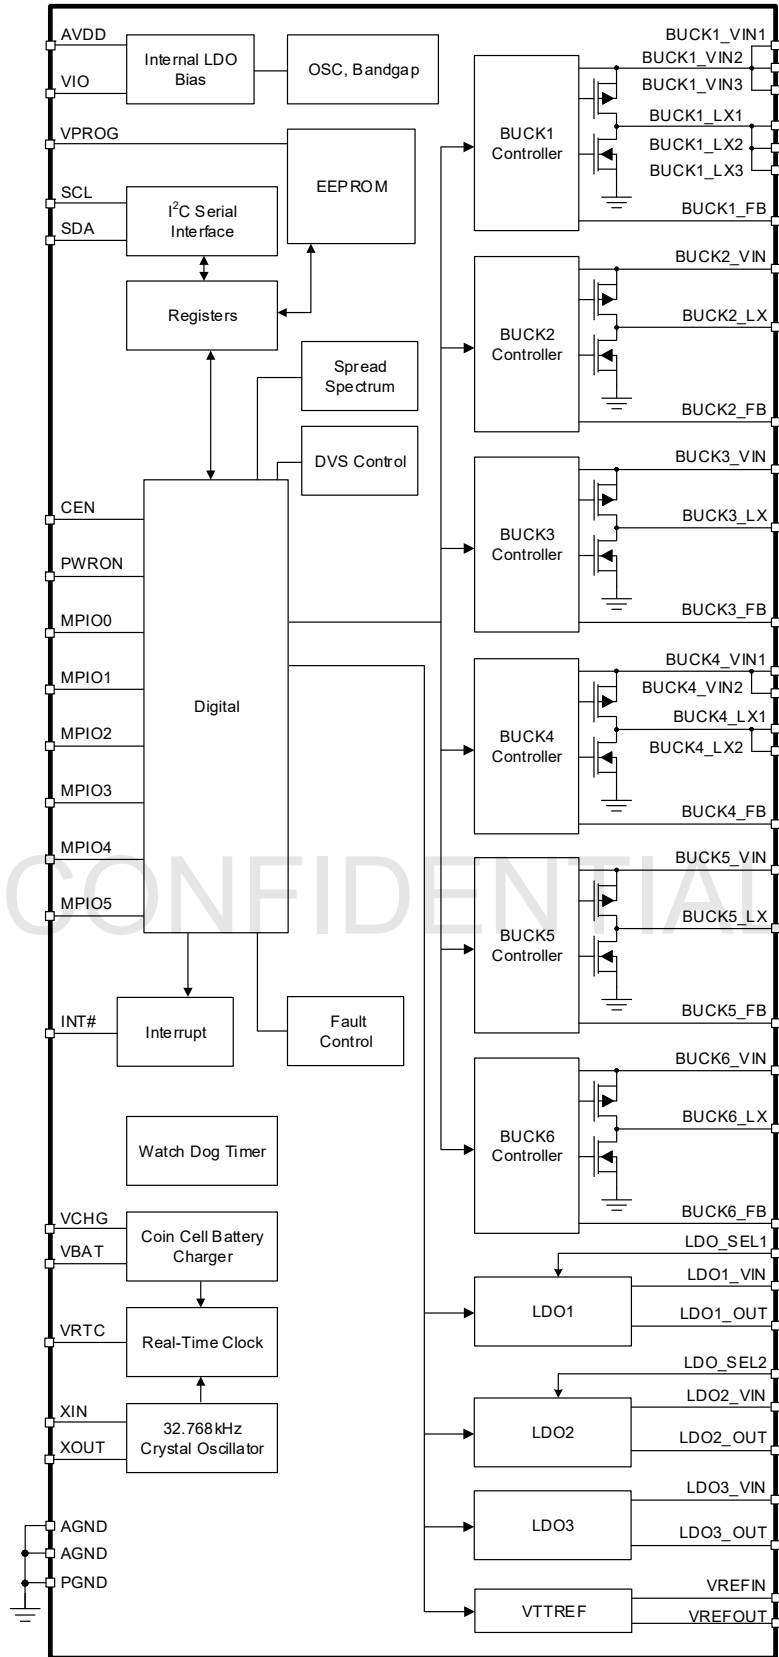 AVDD
VIO
VPROG
SCL
SDA
CEN
PWRON
MPIO0
MPIO1
MPIO2
MPIO3
MPIO4
MPIO5
INT#
VCHG
VBAT
VRTC
XIN
XOUT
AGND
AGND
PGND
Internal LDO
Bias
OSC, Bandgap
EEPROM
I2C Serial
Interface
Registers
Spread
Spectrum
DVS Control
Digital
Interrupt
Fault
Control
Watch Dog Timer
Coin Cell Battery
Charger
Real-Time Clock
32.768kHz
Crystal Oscillator
BUCK1
Controller
BUCK1_VIN1
BUCK1_VIN2
BUCK1_VIN3
BUCK1_LX1
BUCK1_LX2
BUCK1_LX3
BUCK1_FB
BUCK2
Controller
BUCK2_VIN
BUCK2_LX
BUCK2_FB
BUCK3
Controller
BUCK3_VIN
BUCK3_LX
BUCK3_FB
BUCK4
Controller
BUCK4_VIN1
BUCK4_VIN2
BUCK4_LX1
BUCK4_LX2
BUCK4_FB
CONFIDENTIAL
BUCK5
Controller
BUCK5_VIN
BUCK5_LX
BUCK5_FB
BUCK6
Controller
BUCK6_VIN
BUCK6_LX
BUCK6_FB
LDO_SEL1
LDO1
LDO1_VIN
LDO1_OUT
LDO_SEL2
LDO2
LDO2_VIN
LDO2_OUT
LDO3
LDO3_VIN
LDO3_OUT
VTTREF
VREFIN
VREFOUT